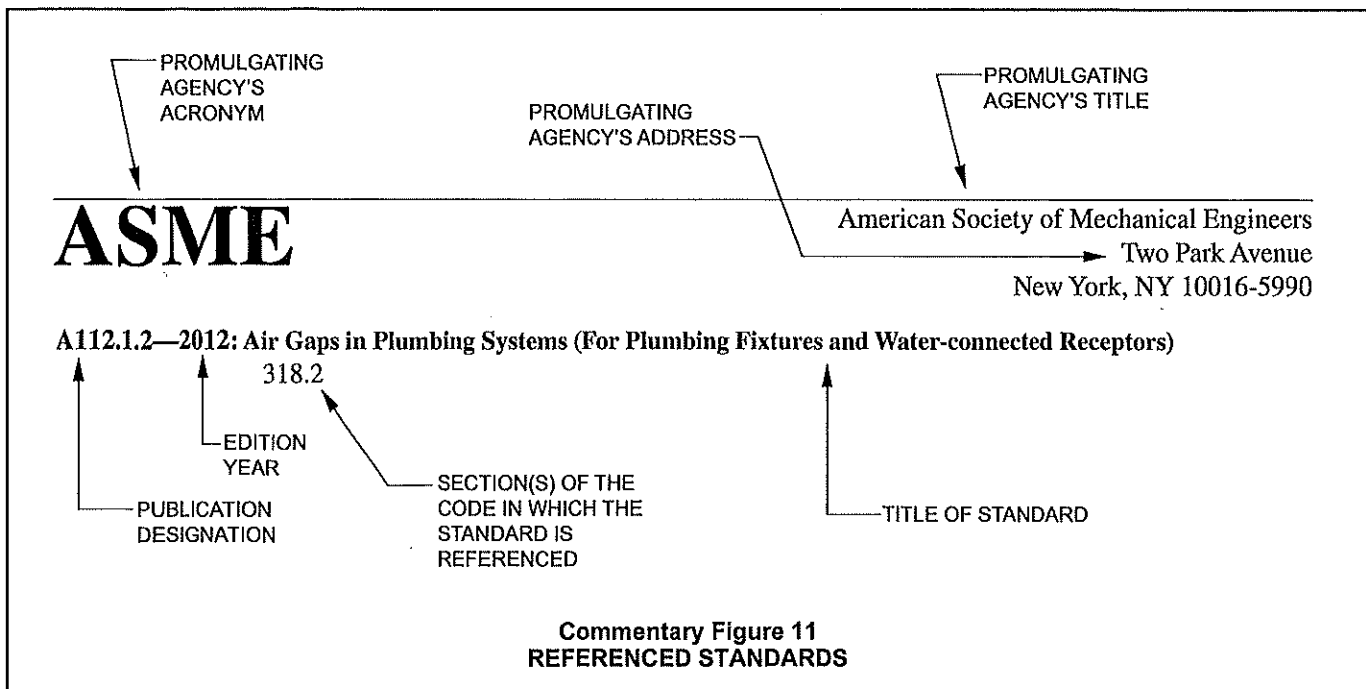 PROMULGATING
AGENCY'S
ACRONYM
PROMULGATING
AGENCY'S ADDRESS
PROMULGATING
AGENCY'S TITLE
ASME
American Society of Mechanical Engineers
Two Park Avenue
New York, NY 10016-5990
A112.1.2—2012: Air Gaps in Plumbing Systems (For Plumbing Fixtures and Water-connected Receptors)
318.2
EDITION
YEAR
PUBLICATION
DESIGNATION
SECTION(S) OF THE
CODE IN WHICH THE
STANDARD IS
REFERENCED
TITLE OF STANDARD
Commentary Figure 11
REFERENCED STANDARDS